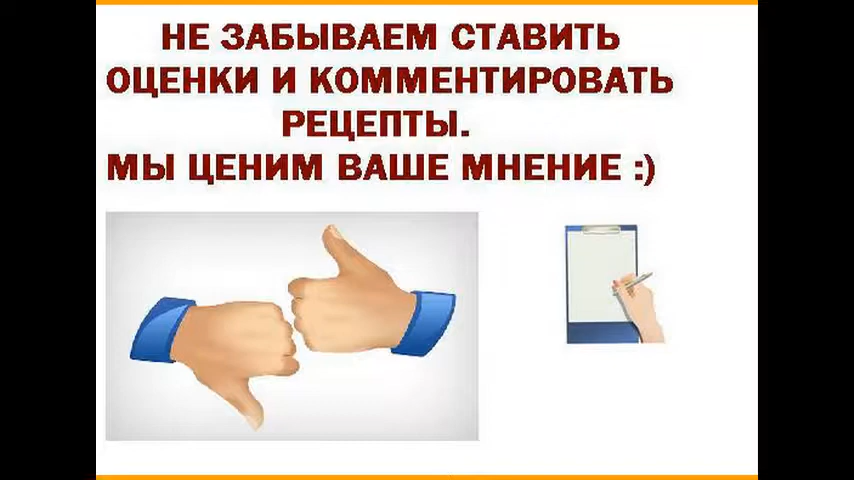 НЕ ЗАБЫВАЕМ СТАВИТЬ
ОЦЕНКИ И КОММЕНТИРОВАТЬ
РЕЦЕПТЫ.
МЫ ЦЕНИМ ВАШЕ МНЕНИЕ :)